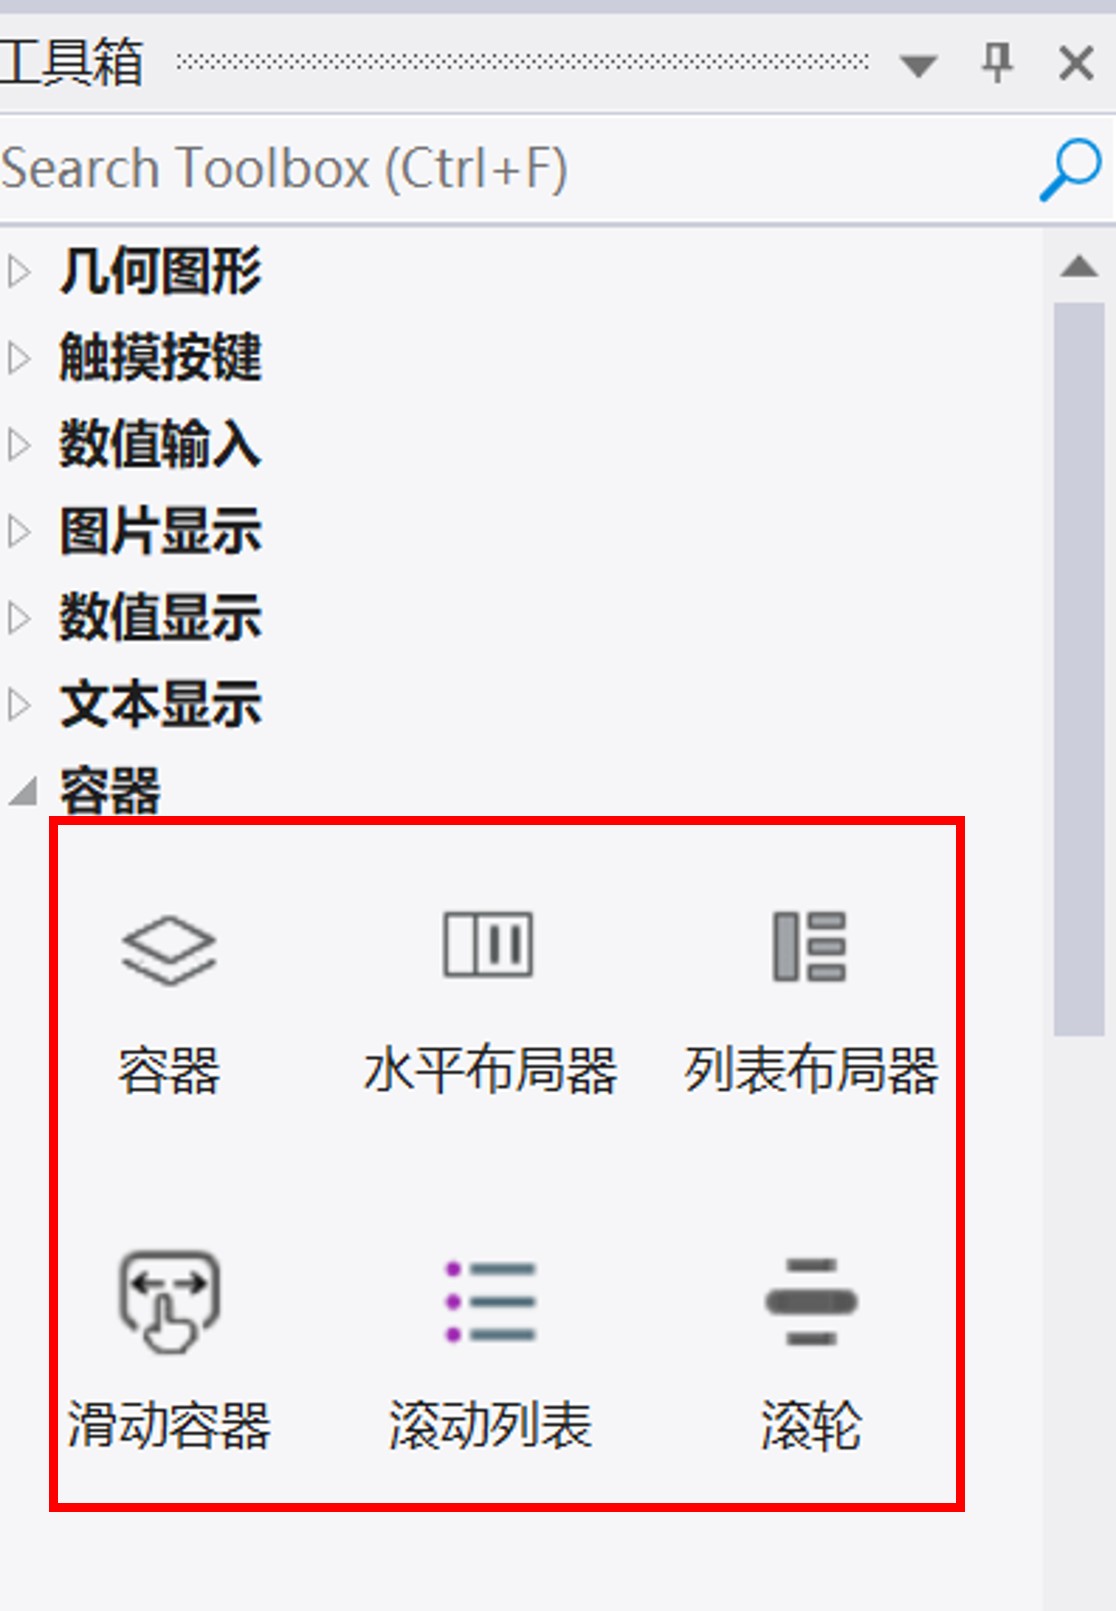 工具箱
Search Toolbox (Ctrl+F)
几何图形
触摸按键
数值输入
图片显示
数值显示
文本显示
容器
容器 水平布局器 列表布局器
滑动容器 滚动列表 滚轮